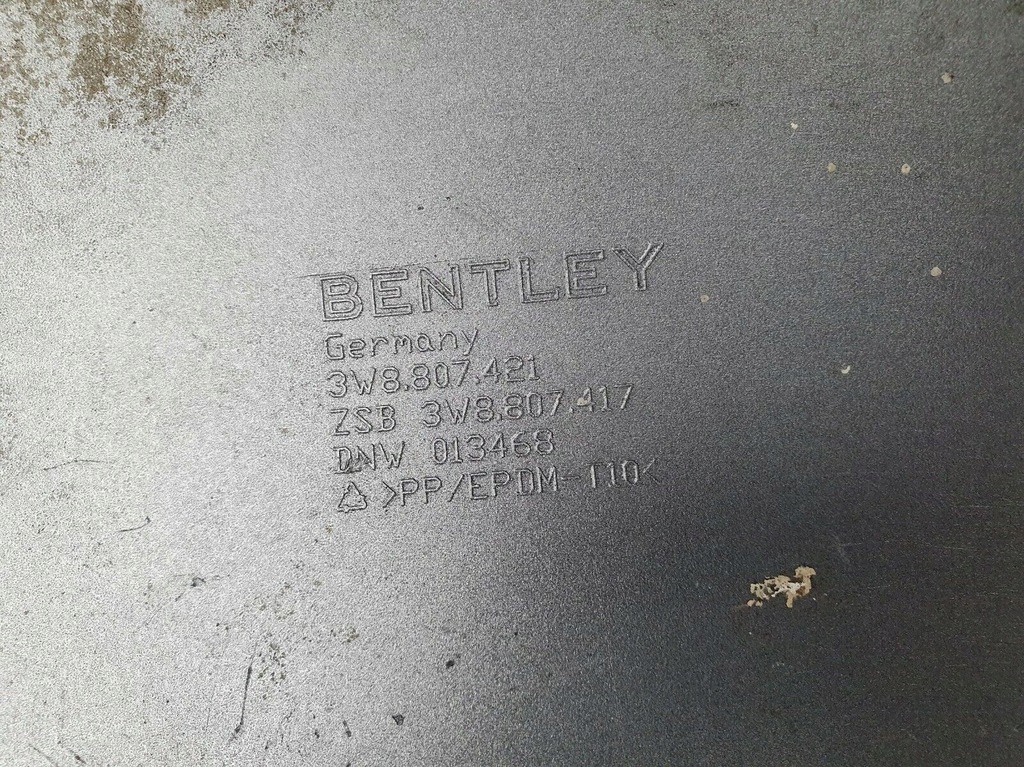 BENTLEY
Germany
3W8.807.421
ZSB 3W8.807.417
DNW 013468
>PP/EPDM-T10<